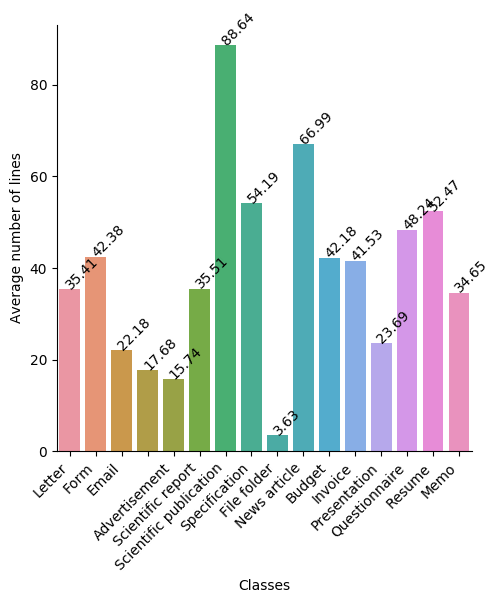 Average number of lines
80
60
40
20
0
35.41
42.38
22.18
17.68
15.74
35.51
88.64
54.19
3.63
66.99
42.18
41.53
23.69
48.24
52.47
34.65
Letter
Form
Email
Advertisement
Scientific report
Scientific publication
Specification
File folder
News article
Budget
Invoice
Presentation
Questionnaire
Resume
Memo
Classes